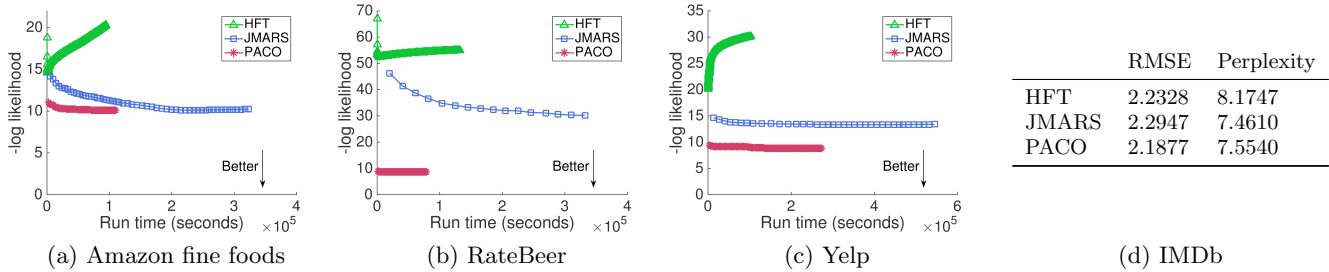 20
15
10
5
0
-log likelihood
HFT
JMARS
PACO
Better
0 1 2 3 4
Run time (seconds) ×10^5
(a) Amazon fine foods
70
60
50
40
30
20
10
0
-log likelihood
HFT
JMARS
PACO
Better
0 1 2 3 4
Run time (seconds) ×10^5
(b) RateBeer
35
30
25
20
15
10
5
0
-log likelihood
HFT
JMARS
PACO
Better
0 2 4 6
Run time (seconds) ×10^5
(c) Yelp
RMSE Perplexity
HFT 2.2328 8.1747
JMARS 2.2947 7.4610
PACO 2.1877 7.5540
(d) IMDb